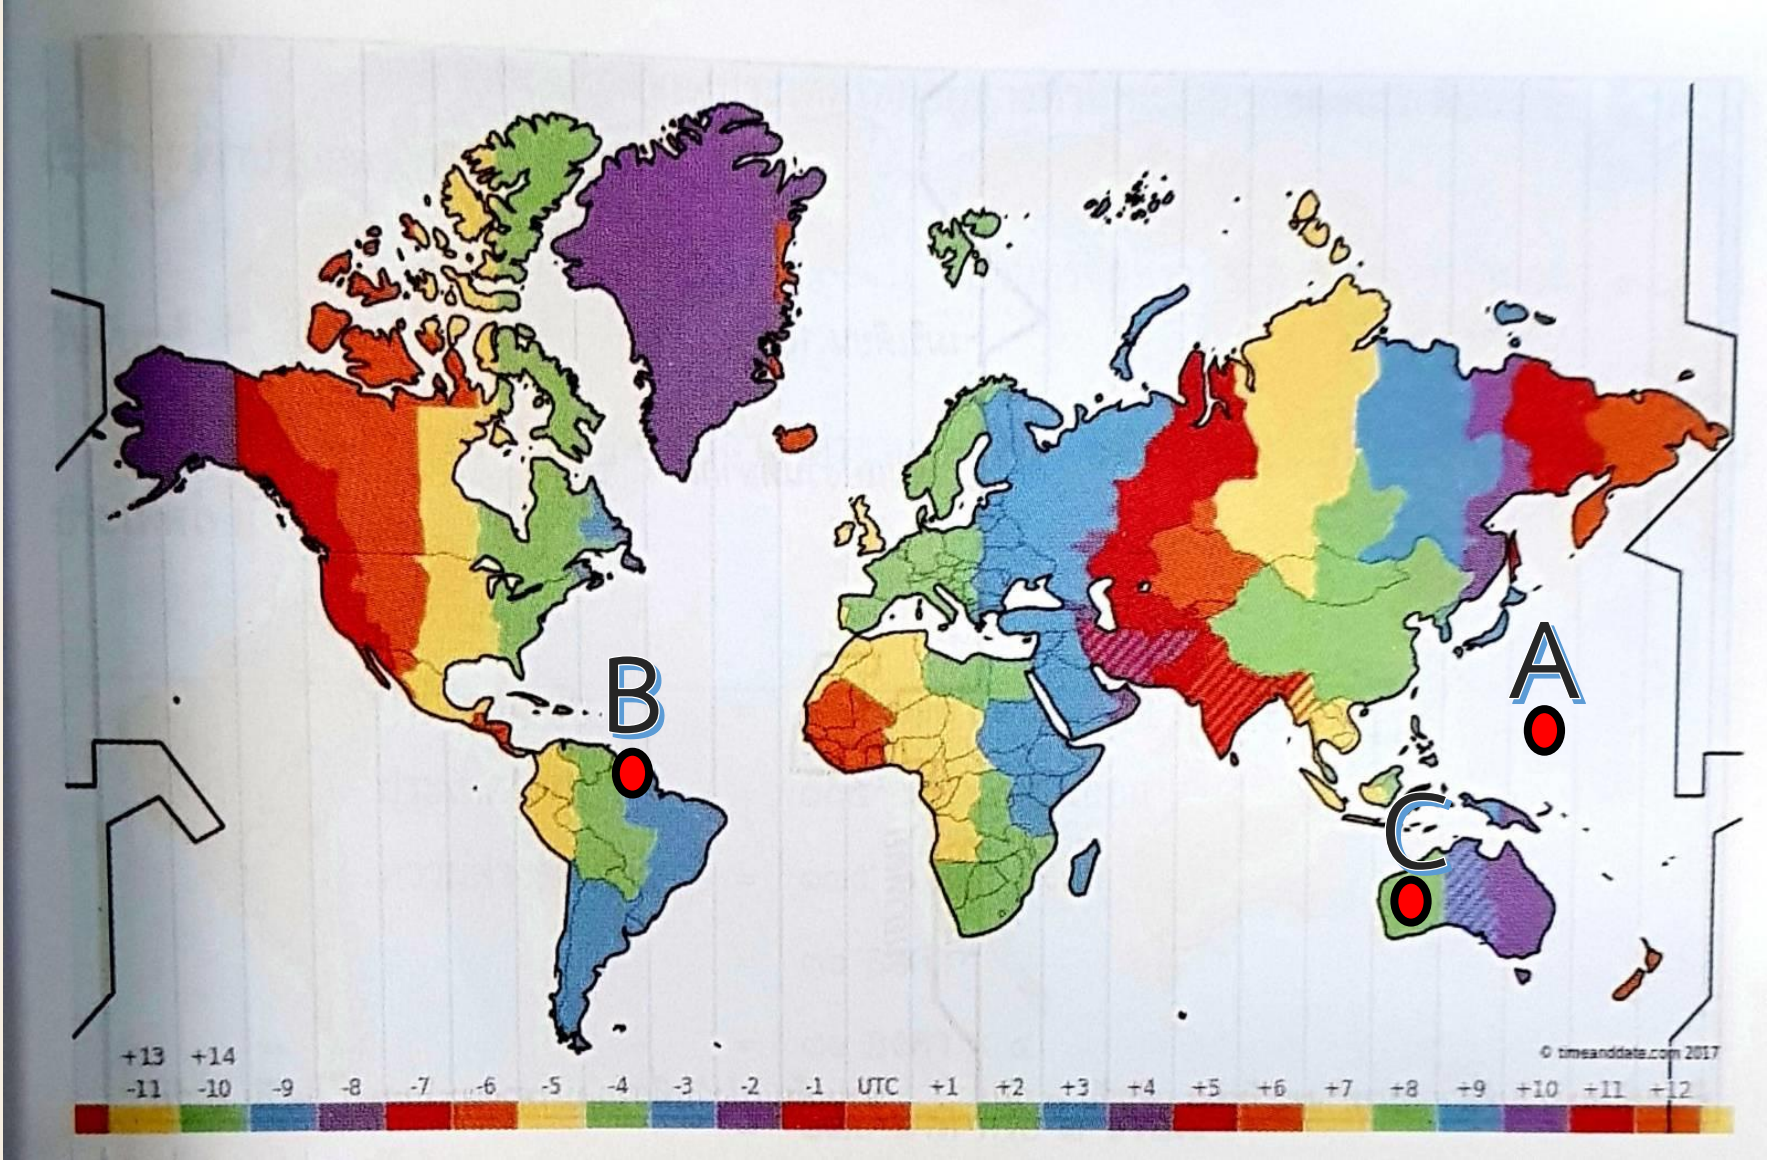 B
A
C
© timeanddate.com 2017
+13 +14
-11 -10 -9 -8 -7 -6 -5 -4 -3 -2 -1 UTC +1 +2 +3 +4 +5 +6 +7 +8 +9 +10 +11 +12